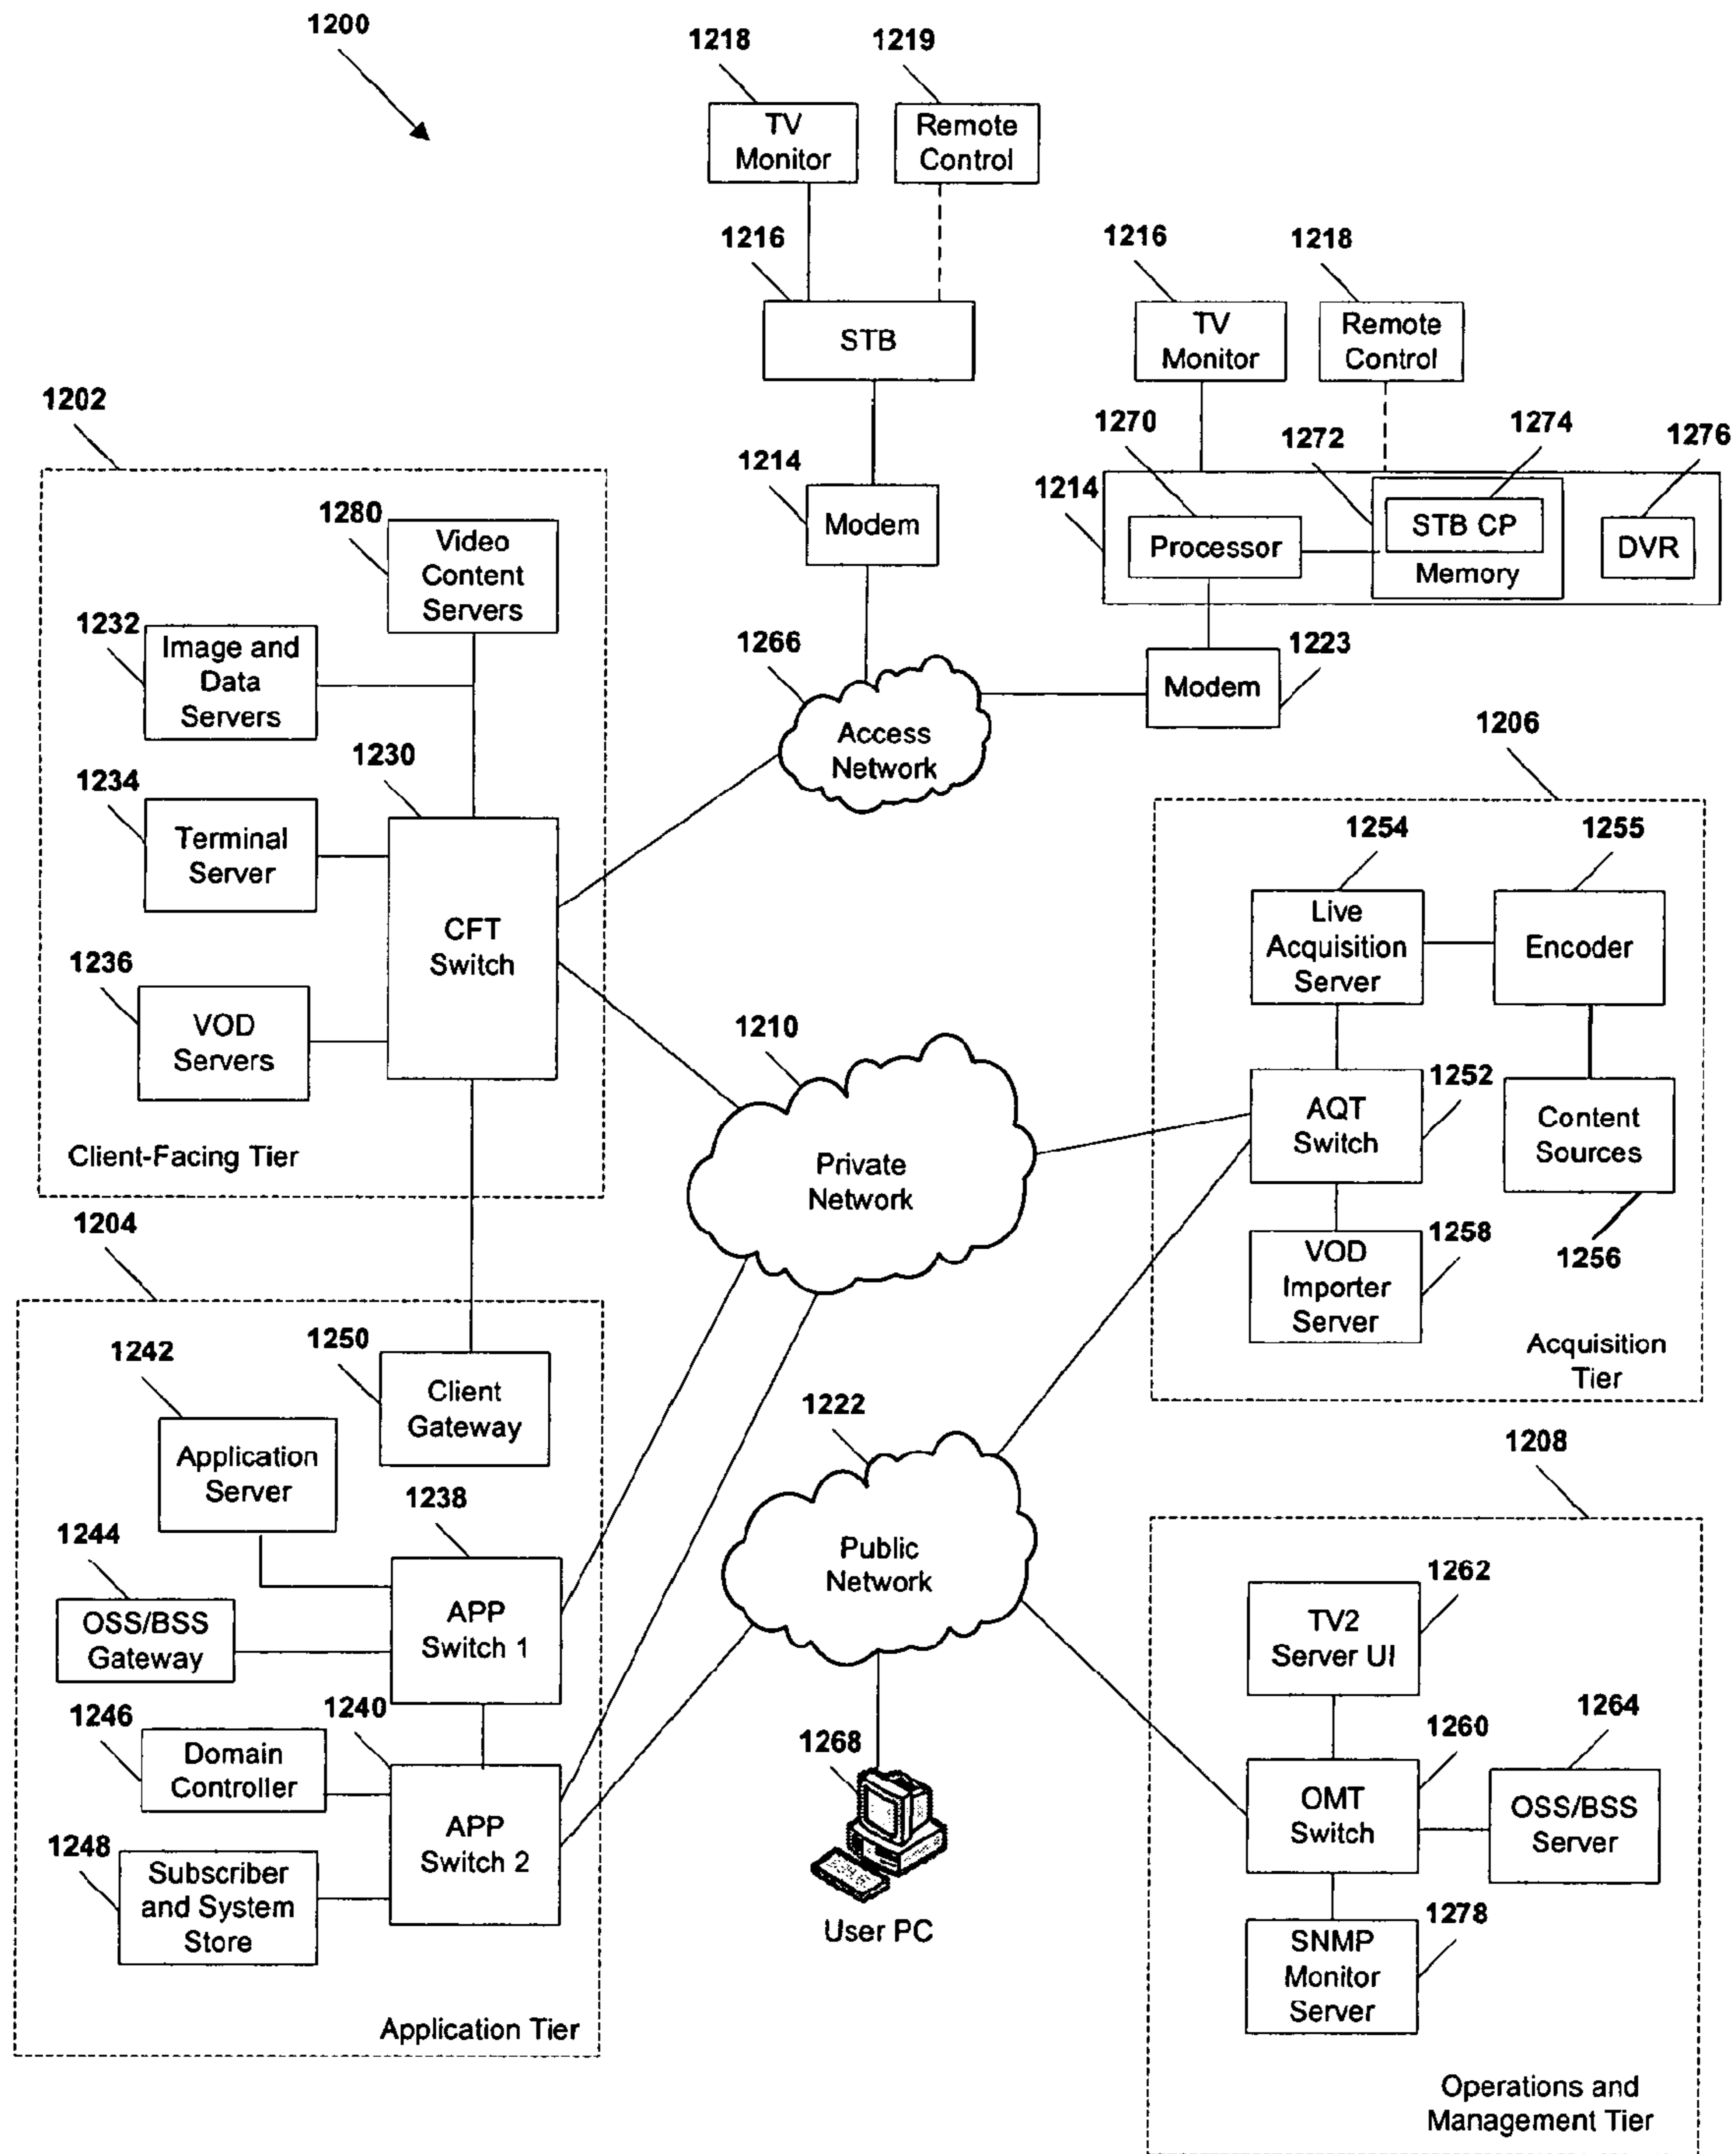 1200
1218
1219
TV
Monitor
Remote
Control
1216
STB
1216
1218
TV
Monitor
Remote
Control
1202
1214
Modem
1270
1272
1274
1276
1214
Processor
STB CP
Memory
DVR
1280
Video
Content
Servers
1232
Image and
Data
Servers
1266
Access
Network
Modem
1223
1230
1234
Terminal
Server
CFT
Switch
1236
VOD
Servers
Client-Facing Tier
1206
1254
1255
Live
Acquisition
Server
Encoder
1210
Private
Network
AQT
Switch
1252
Content
Sources
1256
VOD
Importer
Server
1258
Acquisition
Tier
1204
1242
1250
Client
Gateway
Application
Server
1238
1244
OSS/BSS
Gateway
APP
Switch 1
1246
1240
Domain
Controller
APP
Switch 2
1248
Subscriber
and System
Store
Application Tier
1222
Public
Network
1268
User PC
1208
1262
TV2
Server UI
1260
1264
OMT
Switch
OSS/BSS
Server
1278
SNMP
Monitor
Server
Operations and
Management Tier